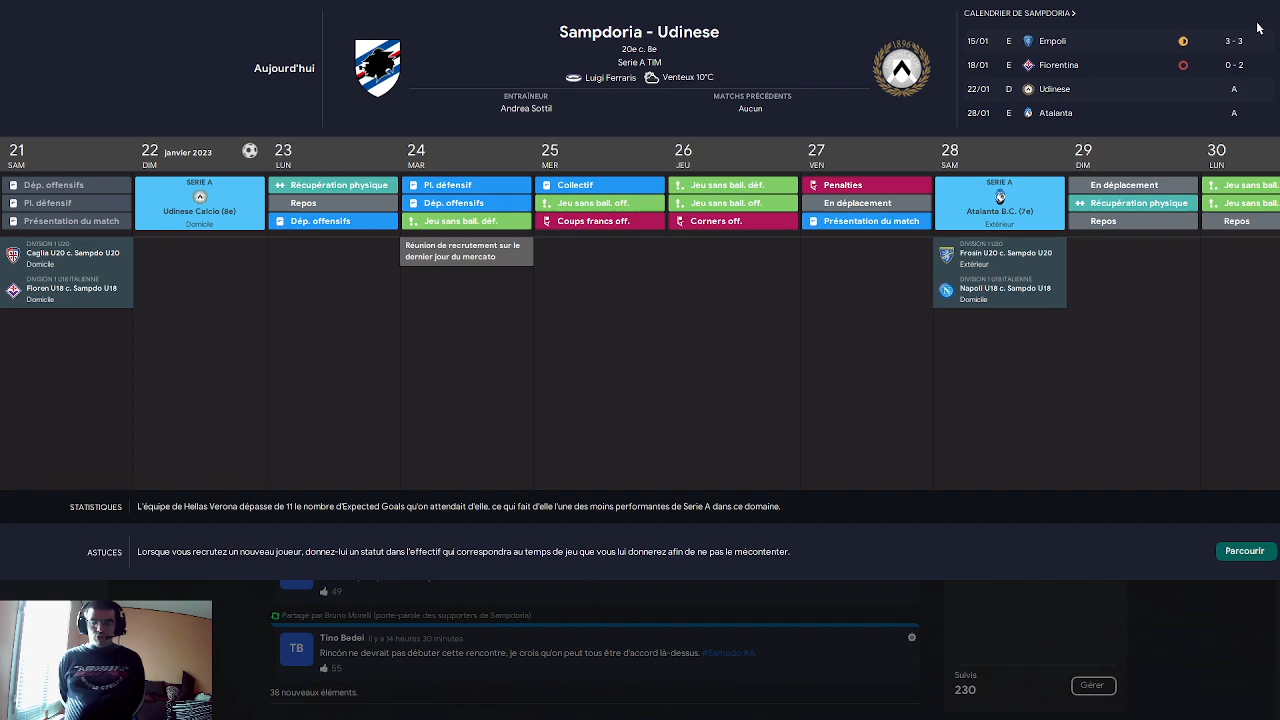 Aujourd'hui
Sampdoria - Udinese
20e c. 8e
Serie A TIM
Luigi Ferraris Venteux 10°C
ENTRAÎNEUR
Andrea Sottil
MATCHS PRÉCÉDENTS
Aucun
1896
CALENDRIER DE SAMPDORIA >
15/01 E Empoli 3 - 3
18/01 E Fiorentina 0 - 2
22/01 D Udinese A
28/01 E Atalanta A
21 SAM
22 DIM janvier 2023
23 LUN
24 MAR
25 MER
26 JEU
27 VEN
28 SAM
29 DIM
30 LUN
Dép. offensifs
Pl. défensif
Présentation du match
SERIE A
Udinese Calcio (8e)
Domicile
Récupération physique
Repos
Dép. offensifs
Pl. défensif
Dép. offensifs
Jeu sans ball. déf.
Collectif
Jeu sans ball. off.
Coups francs off.
Jeu sans ball. déf.
Jeu sans ball. off.
Corners off.
Penalties
En déplacement
Présentation du match
SERIE A
Atalanta B.C. (7e)
Extérieur
En déplacement
Récupération physique
Repos
Jeu sans ball.
Jeu sans ball.
Repos
DIVISION 1 U20
Caglia U20 c. Sampdo U20
Domicile
DIVISION 1 U18 ITALIENNE
Fioren U18 c. Sampdo U18
Domicile
Réunion de recrutement sur le
dernier jour du mercato
DIVISION 1 U20
Frosin U20 c. Sampdo U20
Extérieur
DIVISION 1 U18 ITALIENNE
Napoli U18 c. Sampdo U18
Domicile
STATISTIQUES L'équipe de Hellas Verona dépasse de 11 le nombre d'Expected Goals qu'on attendait d'elle, ce qui fait d'elle l'une des moins performantes de Serie A dans ce domaine.
ASTUCES Lorsque vous recrutez un nouveau joueur, donnez-lui un statut dans l'effectif qui correspondra au temps de jeu que vous lui donnerez afin de ne pas le mécontenter.
Parcourir
49
Partagé par Bruno Morelli (porte-parole des supporters de Sampdoria)
TB
Tino Bedei Il y a 14 heures 30 minutes
Rincón ne devrait pas débuter cette rencontre, je crois qu'on peut tous être d'accord là-dessus. #Sampdo #A
55
38 nouveaux éléments.
Suivis
230
Gérer